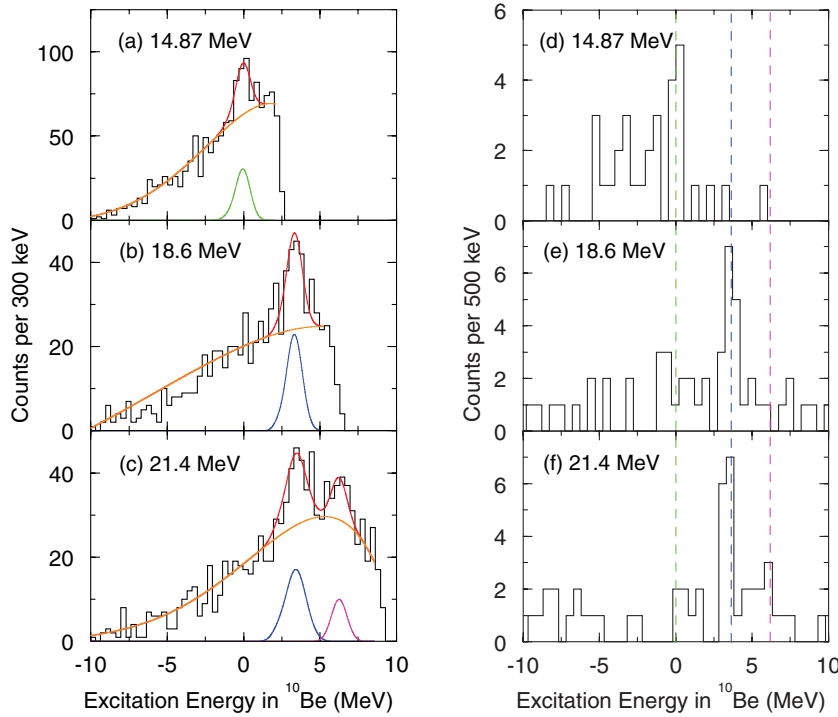 (a) 14.87 MeV
100
50
0
(b) 18.6 MeV
40
20
0
(c) 21.4 MeV
40
20
0
-10 -5 0 5 10
Counts per 300 keV
Excitation Energy in ¹⁰Be (MeV)
(d) 14.87 MeV
6
4
2
0
(e) 18.6 MeV
6
4
2
0
(f) 21.4 MeV
6
4
2
0
-10 -5 0 5 10
Counts per 500 keV
Excitation Energy in ¹⁰Be (MeV)